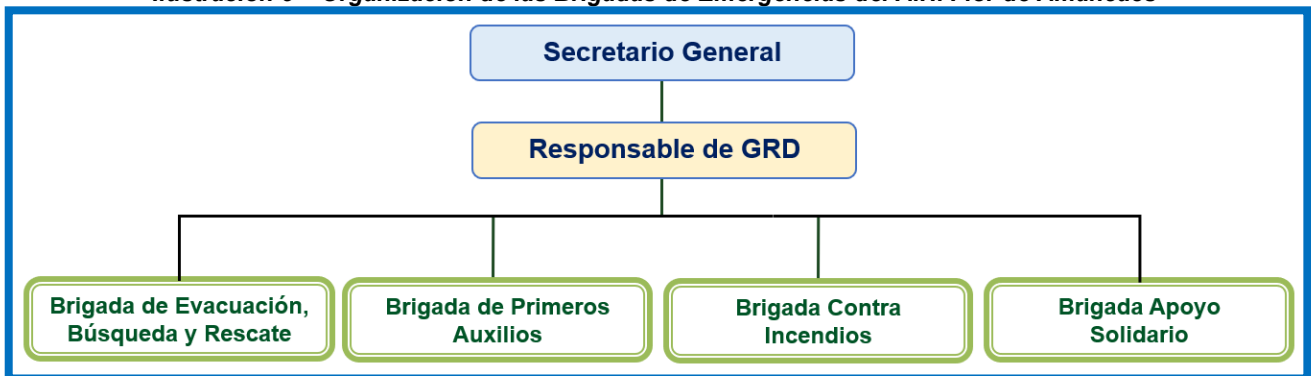 Secretario General
Responsable de GRD
Brigada de Evacuación,
Búsqueda y Rescate
Brigada de Primeros
Auxilios
Brigada Contra
Incendios
Brigada Apoyo
Solidario